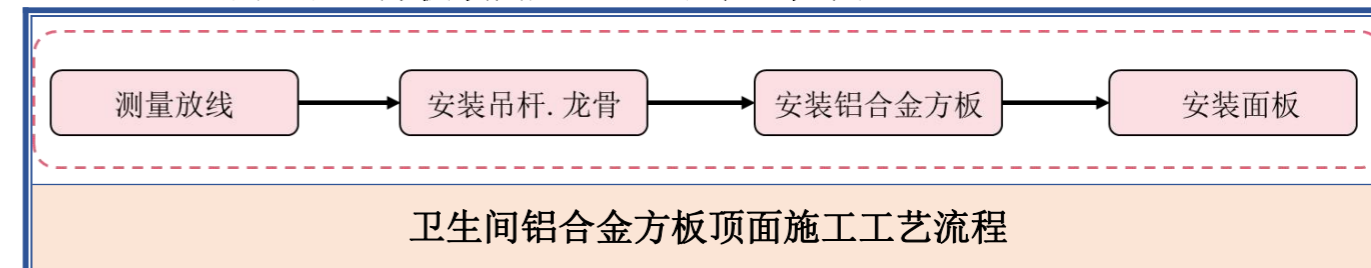 测量放线
安装吊杆.龙骨
安装铝合金方板
安装面板
卫生间铝合金方板顶面施工工艺流程